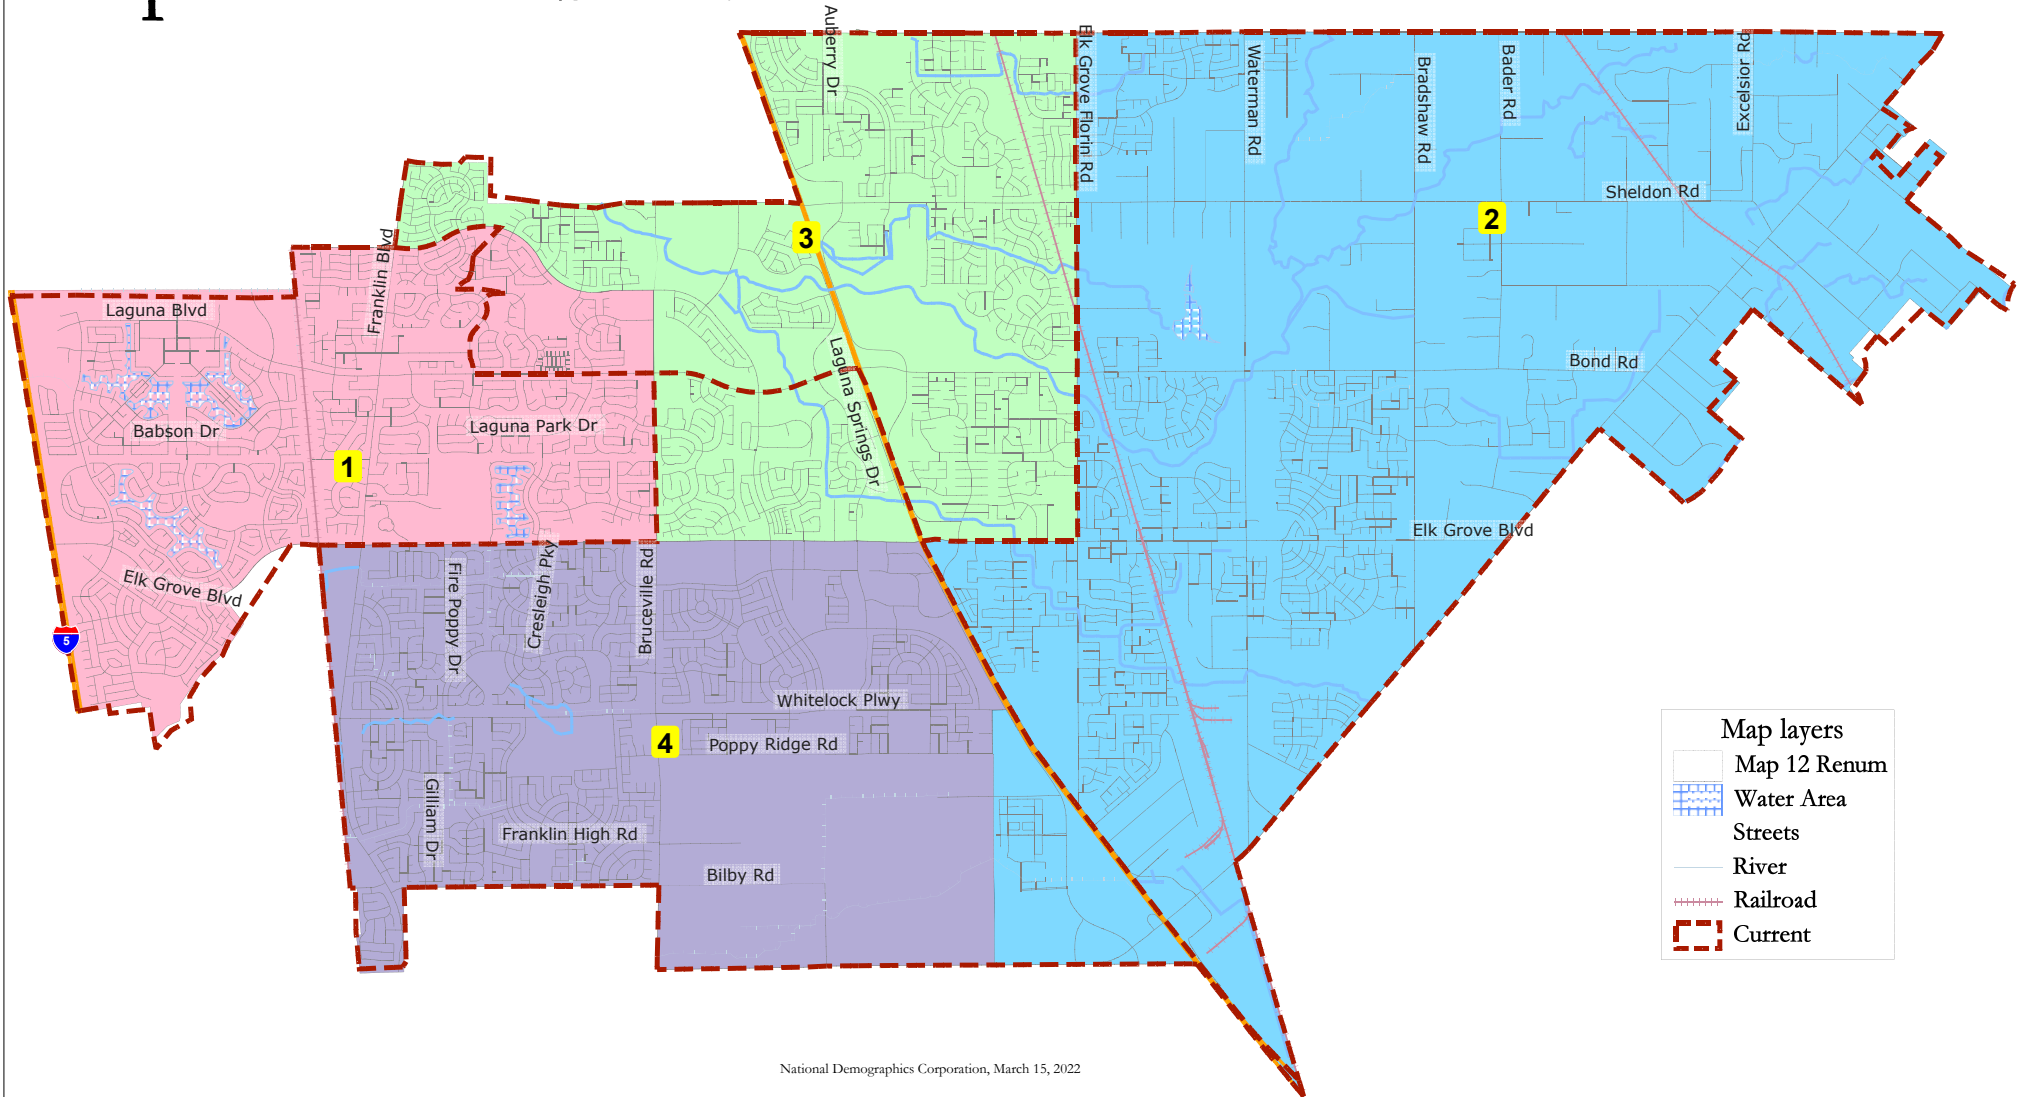 Auberry Dr
Elk Grove Florin Rd
Waterman Rd
Bradshaw Rd
Bader Rd
Excelsior Rd
Sheldon Rd
2
3
Franklin Blvd
Laguna Blvd
Bond Rd
Laguna Springs Dr
Babson Dr
Laguna Park Dr
1
Elk Grove Blvd
Elk Grove Blvd
5
Fire Poppy Dr
Cresleigh Pky
Bruceville Rd
Whitelock Plwy
4
Poppy Ridge Rd
Gilliam Dr
Franklin High Rd
Bilby Rd
Map layers
Map 12 Renum
Water Area
Streets
River
Railroad
Current
National Demographics Corporation, March 15, 2022